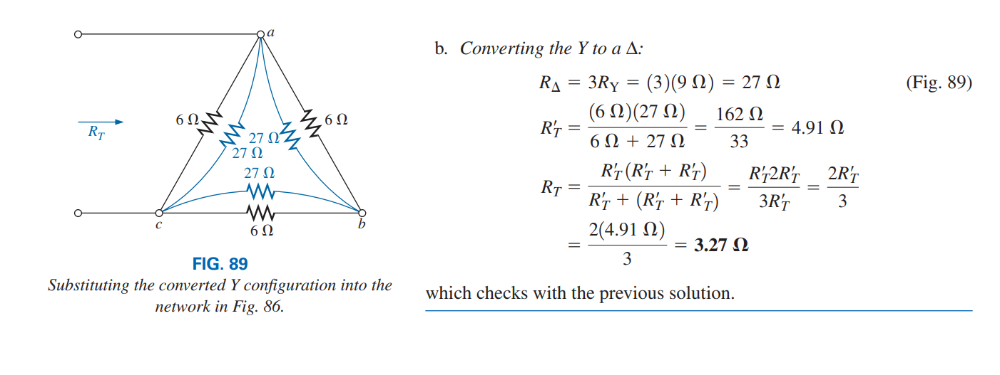 a
6 Ω
6 Ω
R_T
27 Ω
27 Ω
27 Ω
c
6 Ω
b
FIG. 89
Substituting the converted Y configuration into the
network in Fig. 86.
b. Converting the Y to a Δ:
R_Δ = 3R_Y = (3)(9 Ω) = 27 Ω (Fig. 89)
R′_T = (6 Ω)(27 Ω) / 6 Ω + 27 Ω = 162 Ω / 33 = 4.91 Ω
R_T = R′_T(R′_T + R′_T) / R′_T + (R′_T + R′_T) = R′_T2R′_T / 3R′_T = 2R′_T / 3
= 2(4.91 Ω) / 3 = 3.27 Ω
which checks with the previous solution.